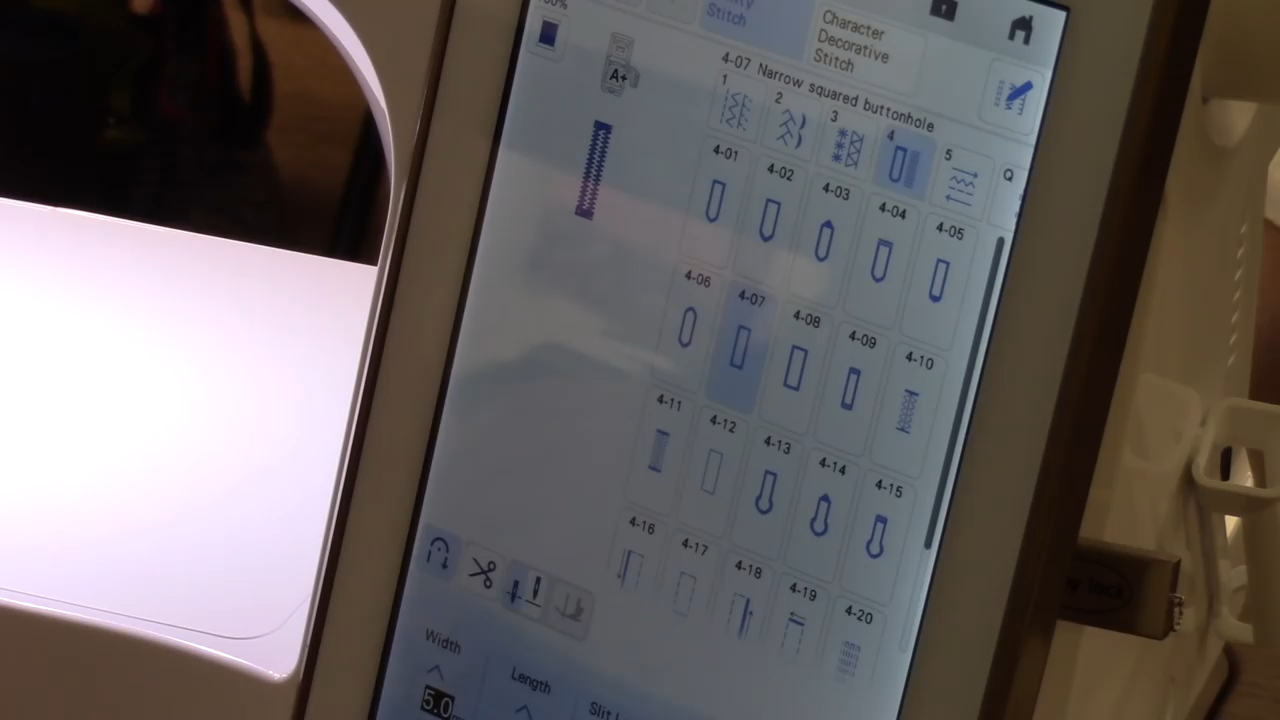 Stitch
Character
Decorative
Stitch
4-07 Narrow squared buttonhole
A+
1
2
3
4
5
Q
4-01
4-02
4-03
4-04
4-05
4-06
4-07
4-08
4-09
4-10
4-11
4-12
4-13
4-14
4-15
4-16
4-17
4-18
4-19
4-20
Width
Length
Slit
5.0
lock